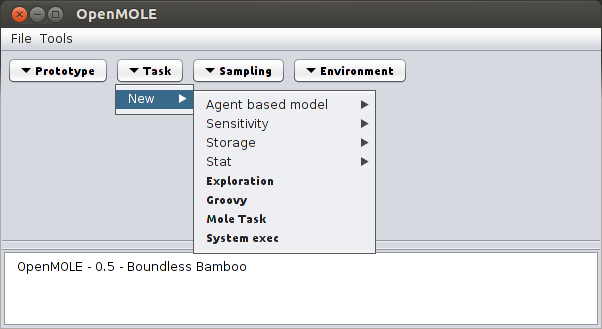 OpenMOLE
File Tools
Prototype Task Sampling Environment
New
Agent based model
Sensitivity
Storage
Stat
Exploration
Groovy
Mole Task
System exec
OpenMOLE - 0.5 - Boundless Bamboo